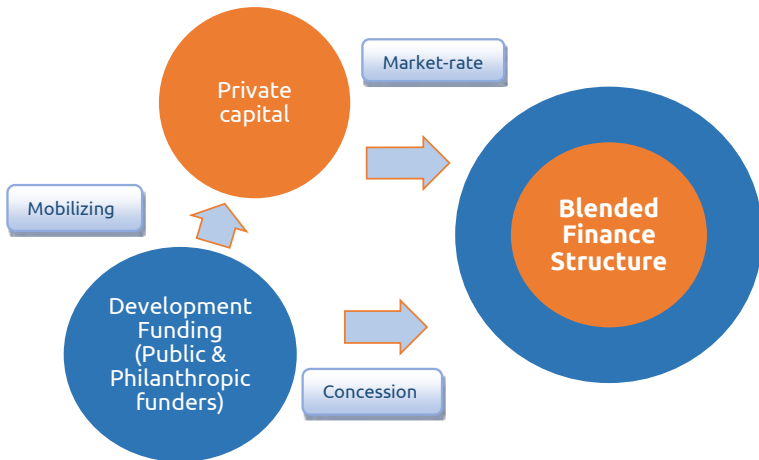 Private
capital
Market-rate
Mobilizing
Blended
Finance
Structure
Development
Funding
(Public &
Philanthropic
funders)
Concession